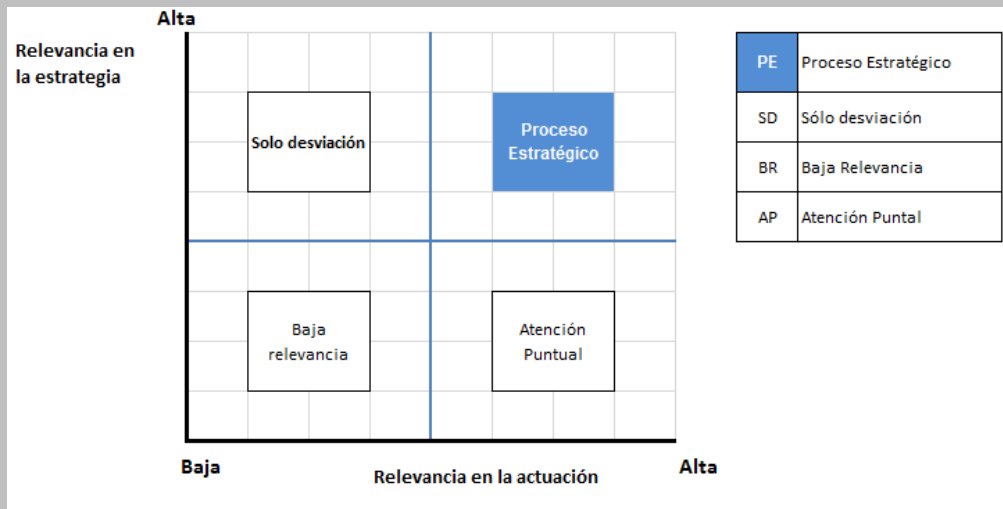 Alta
Relevancia en
la estrategia
Solo desviación
Proceso
Estratégico
Baja
relevancia
Atención
Puntual
Baja
Relevancia en la actuación
Alta
PE Proceso Estratégico
SD Sólo desviación
BR Baja Relevancia
AP Atención Puntal